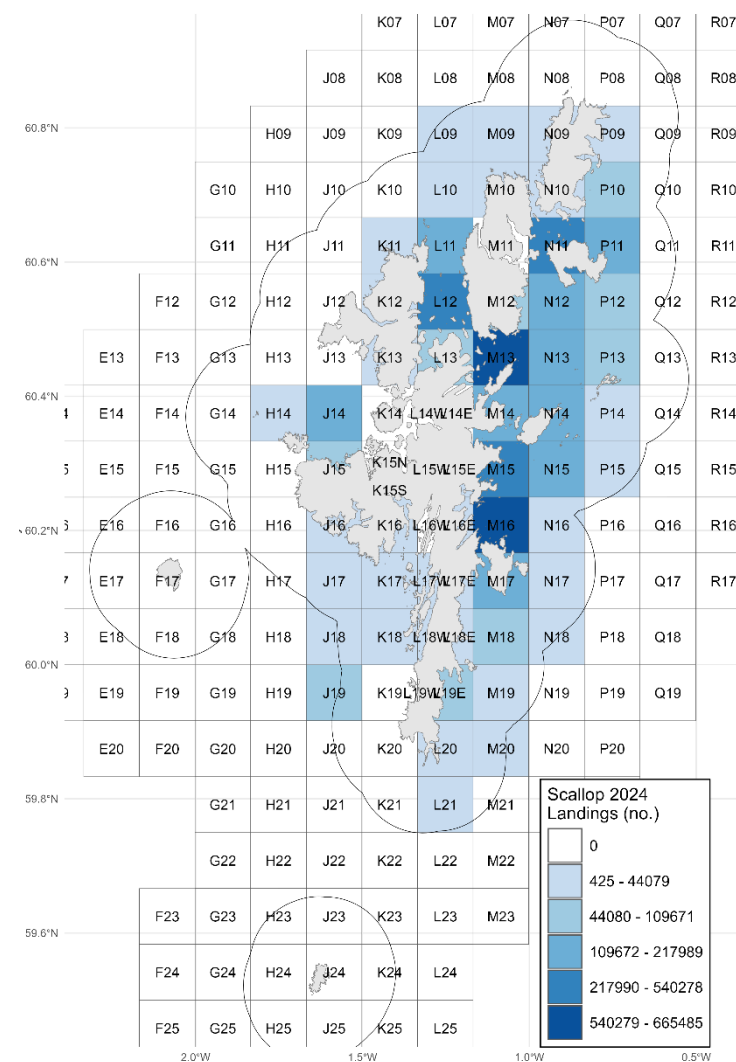 K07 L07 M07 N07 P07 Q07 R07
J08 K08 L08 M08 N08 P08 Q08 R08
60.8°N
H09 J09 K09 L09 M09 N09 P09 Q09 R09
G10 H10 J10 K10 L10 M10 N10 P10 Q10 R10
G11 H11 J11 K11 L11 M11 N11 P11 Q11 R11
60.6°N
F12 G12 H12 J12 K12 L12 M12 N12 P12 Q12 R12
E13 F13 G13 H13 J13 K13 L13 M13 N13 P13 Q13 R13
60.4°N
4 E14 F14 G14 H14 J14 K14 L14W L14E M14 N14 P14 Q14 R14
K15N
5 E15 F15 G15 H15 J15 L15W L15E M15 N15 P15 Q15 R15
K15S
60.2°N
6 E16 F16 G16 H16 J16 K16 L16W L16E M16 N16 P16 Q16 R16
7 E17 F17 G17 H17 J17 K17 L17W L17E M17 N17 P17 Q17 R17
8 E18 F18 G18 H18 J18 K18 L18W L18E M18 N18 P18 Q18
60.0°N
9 E19 F19 G19 H19 J19 K19 L19W L19E M19 N19 P19 Q19
E20 F20 G20 H20 J20 K20 L20 M20 N20 P20
59.8°N
G21 H21 J21 K21 L21 M21
G22 H22 J22 K22 L22 M22
F23 G23 H23 J23 K23 L23 M23
59.6°N
F24 G24 H24 J24 K24 L24
F25 G25 H25 J25 K25 L25
2.0°W 1.5°W 1.0°W 0.5°W
Scallop 2024
Landings (no.)
0
425 - 44079
44080 - 109671
109672 - 217989
217990 - 540278
540279 - 665485